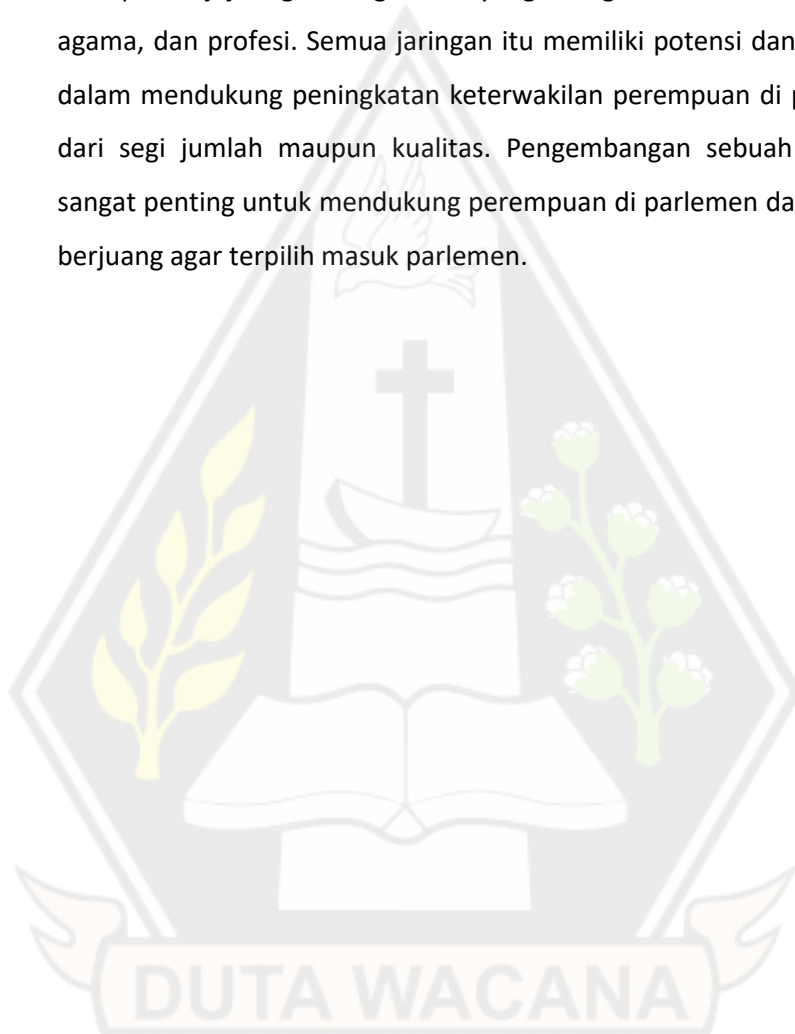 agama, dan profesi. Semua jaringan itu memiliki potensi dan
dalam mendukung peningkatan keterwakilan perempuan di
dari segi jumlah maupun kualitas. Pengembangan sebuah
sangat penting untuk mendukung perempuan di parlemen
berjuang agar terpilih masuk parlemen.
DUTA WACANA